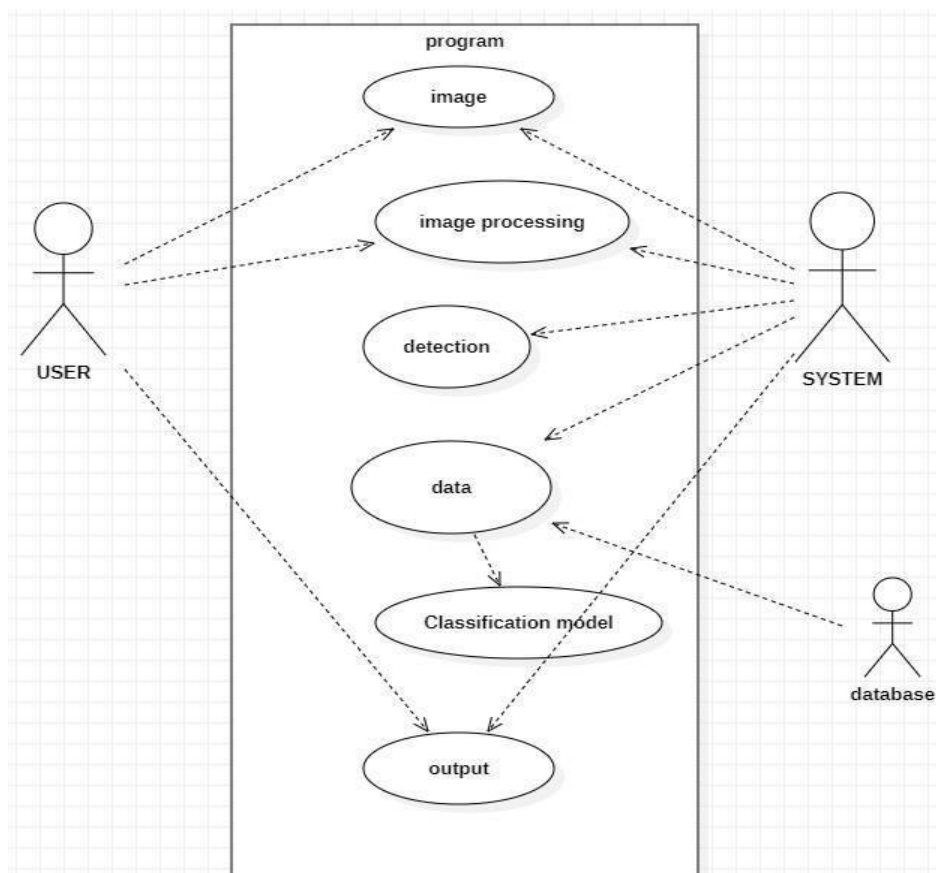 program
image
image processing
detection
USER
SYSTEM
data
Classification model
database
output